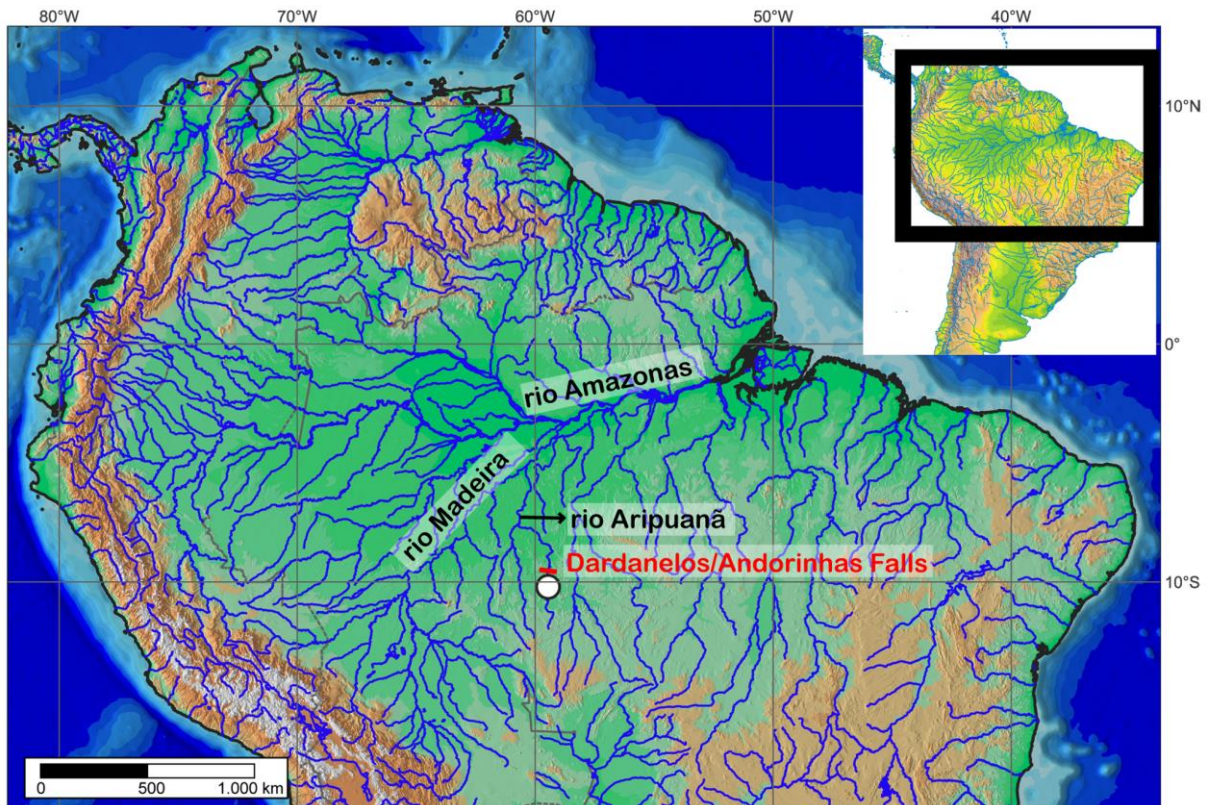 80°W
70°W
60°W
50°W
40°W
10°N
0°
rio Amazonas
rio Madeira
rio Aripuanã
Dardanelos/Andorinhas Falls
10°S
0 500 1.000 km